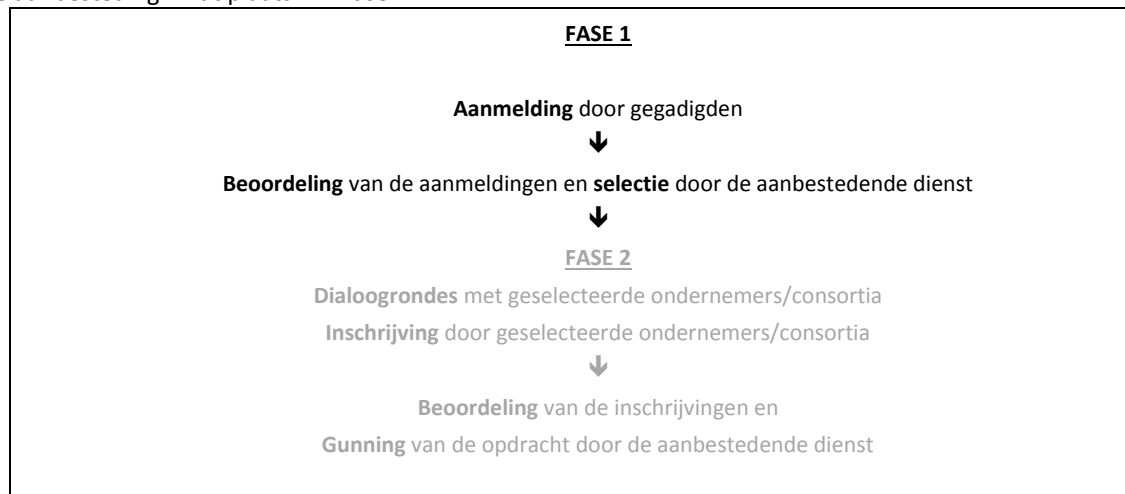 FASE 1
Aanmelding door gegadigden
🡻
Beoordeling van de aanmeldingen en selectie door de aanbestedende dienst
🡻
FASE 2
Dialoogrondes met geselecteerde ondernemers/consortia
Inschrijving door geselecteerde ondernemers/consortia
🡻
Beoordeling van de inschrijvingen en
Gunning van de opdracht door de aanbestedende dienst